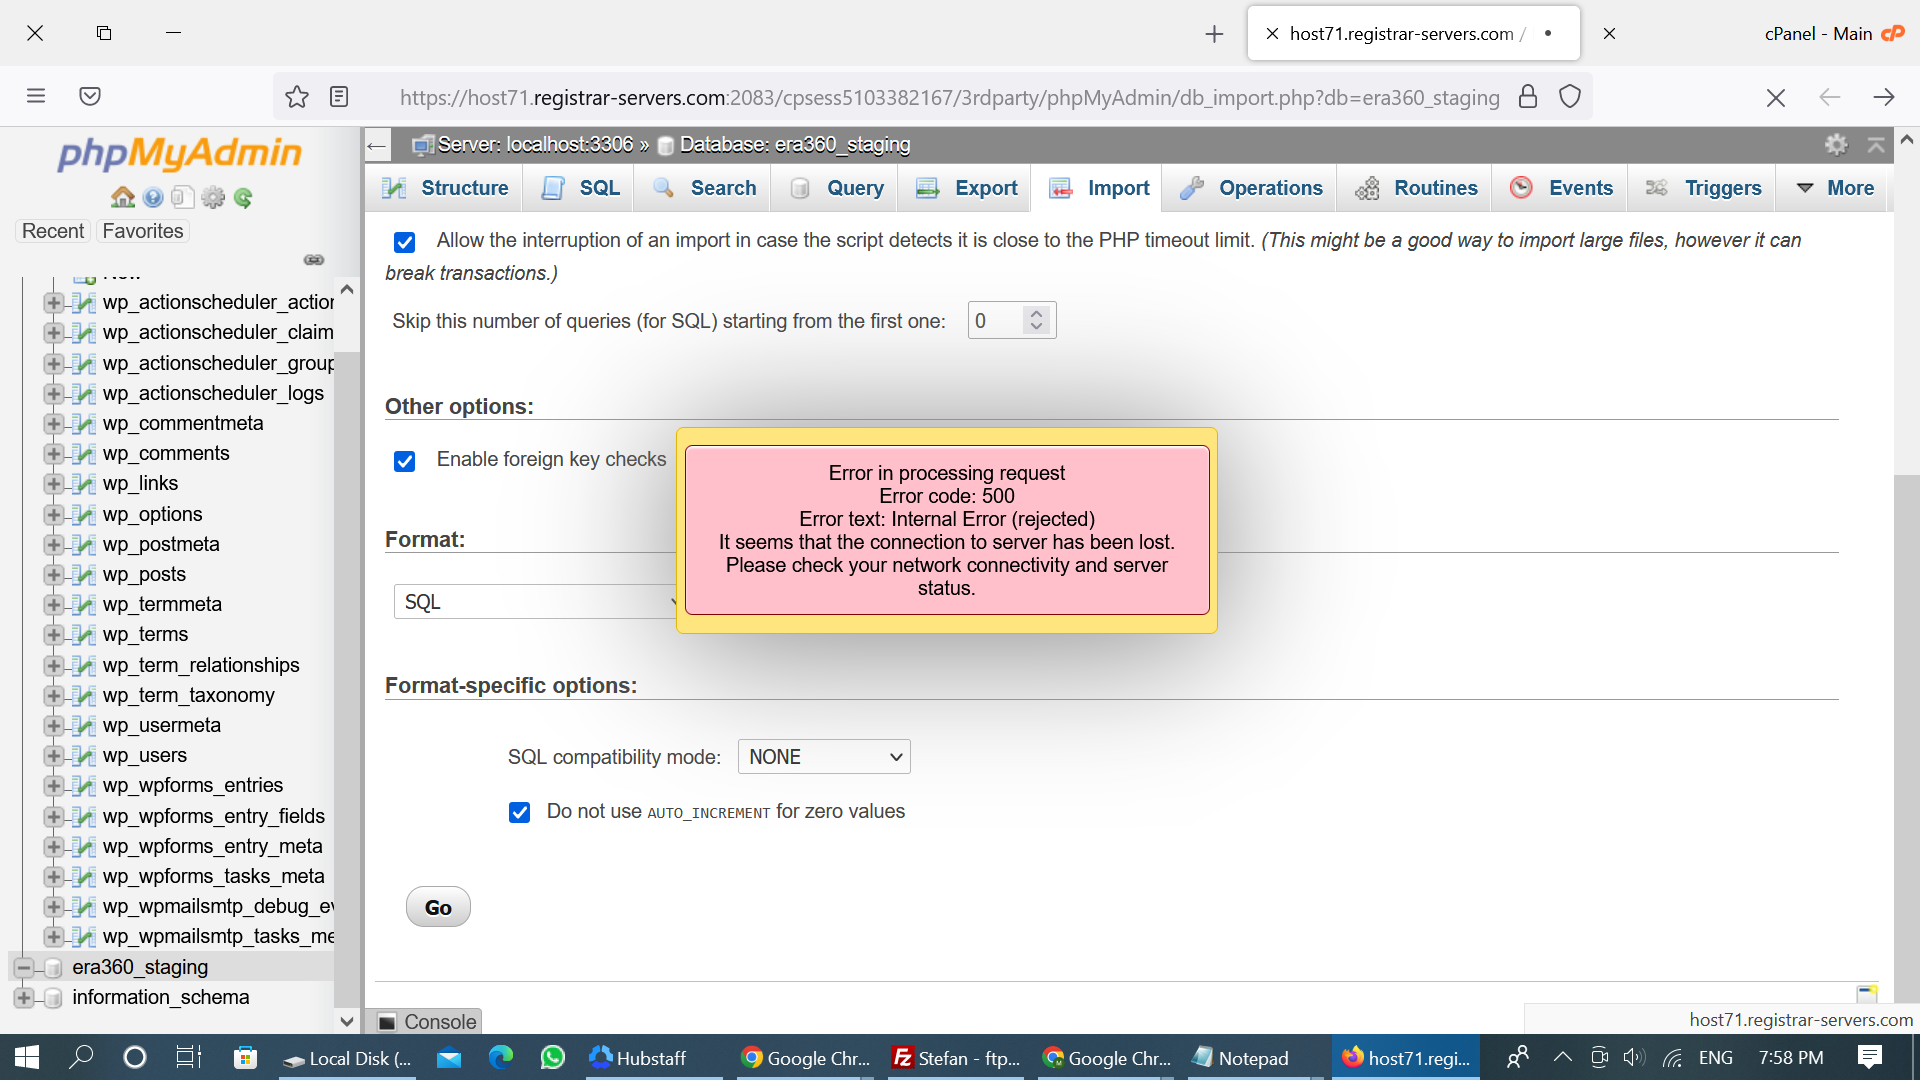 host71.registrar-servers.com / •
cPanel - Main
https://host71.registrar-servers.com:2083/cpsess5103382167/3rdparty/phpMyAdmin/db_import.php?db=era360_staging
phpMyAdmin
Recent
Favorites
New
wp_actionscheduler_action
wp_actionscheduler_claim
wp_actionscheduler_group
wp_actionscheduler_logs
wp_commentmeta
wp_comments
wp_links
wp_options
wp_postmeta
wp_posts
wp_termmeta
wp_terms
wp_term_relationships
wp_term_taxonomy
wp_usermeta
wp_users
wp_wpforms_entries
wp_wpforms_entry_fields
wp_wpforms_entry_meta
wp_wpforms_tasks_meta
wp_wpmailsmtp_debug_ev
wp_wpmailsmtp_tasks_me
era360_staging
information_schema
Server: localhost:3306 » Database: era360_staging
Structure
SQL
Search
Query
Export
Import
Operations
Routines
Events
Triggers
More
Allow the interruption of an import in case the script detects it is close to the PHP timeout limit. (This might be a good way to import large files, however it can
break transactions.)
Skip this number of queries (for SQL) starting from the first one: 0
Other options:
Enable foreign key checks
Error in processing request
Error code: 500
Error text: Internal Error (rejected)
It seems that the connection to server has been lost.
Please check your network connectivity and server
status.
Format:
SQL
Format-specific options:
SQL compatibility mode: NONE
Do not use AUTO_INCREMENT for zero values
Go
Console
host71.registrar-servers.com
Local Disk (...
Hubstaff
Google Chr...
Stefan - ftp...
Google Chr...
Notepad
host71.regi...
ENG
7:58 PM